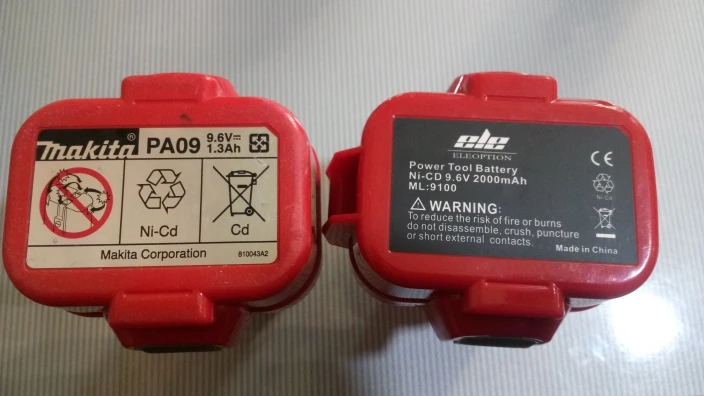 makita® PA09 9.6V⎓
1.3Ah
Ni-Cd
Cd
Makita Corporation
810043A2
ele
ELEOPTION
Power Tool Battery
Ni-CD 9.6V 2000mAh
ML:9100
CE
Ni-Cd
WARNING:
To reduce the risk of fire or burns
do not disassemble, crush, puncture
or short external contacts.
Made in China